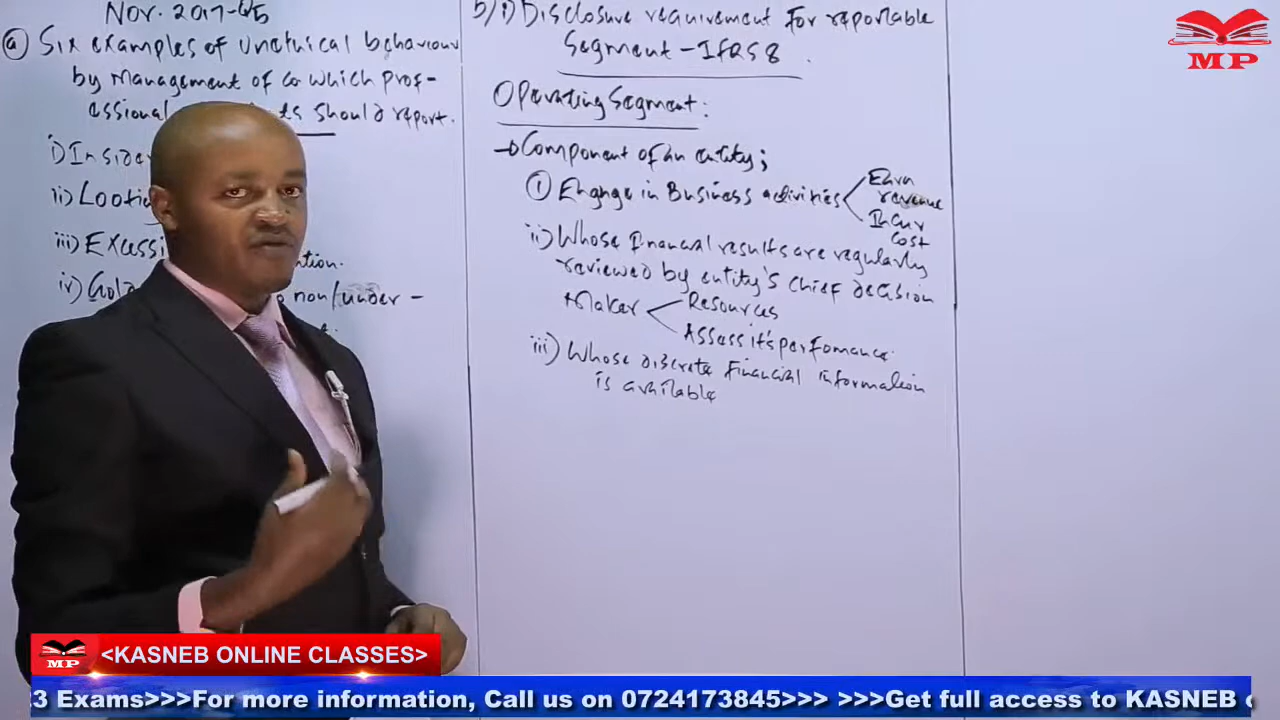 Nov. 2017-Q5
a Six examples of Unethical behaviour
by Management of Co which prof-
essional should report.
i) Inside
ii) Looti
iii) Excessi ntion.
iv) Gold non/under -
b/i) Disclosure requirement for reportable
Segment - IFRS 8.
Operating Segment:
→ Component of an entity;
i) Engage in Business activities < Earn
revenue
Incur
cost
ii) Whose financial results are regularly
reviewed by entity's chief decision
Maker < Resources
Assess it's performance.
iii) Whose discrete financial information
is available
MP
MP
<KASNEB ONLINE CLASSES>
3 Exams>>>For more information, Call us on 0724173845>>> >>>Get full access to KASNEB